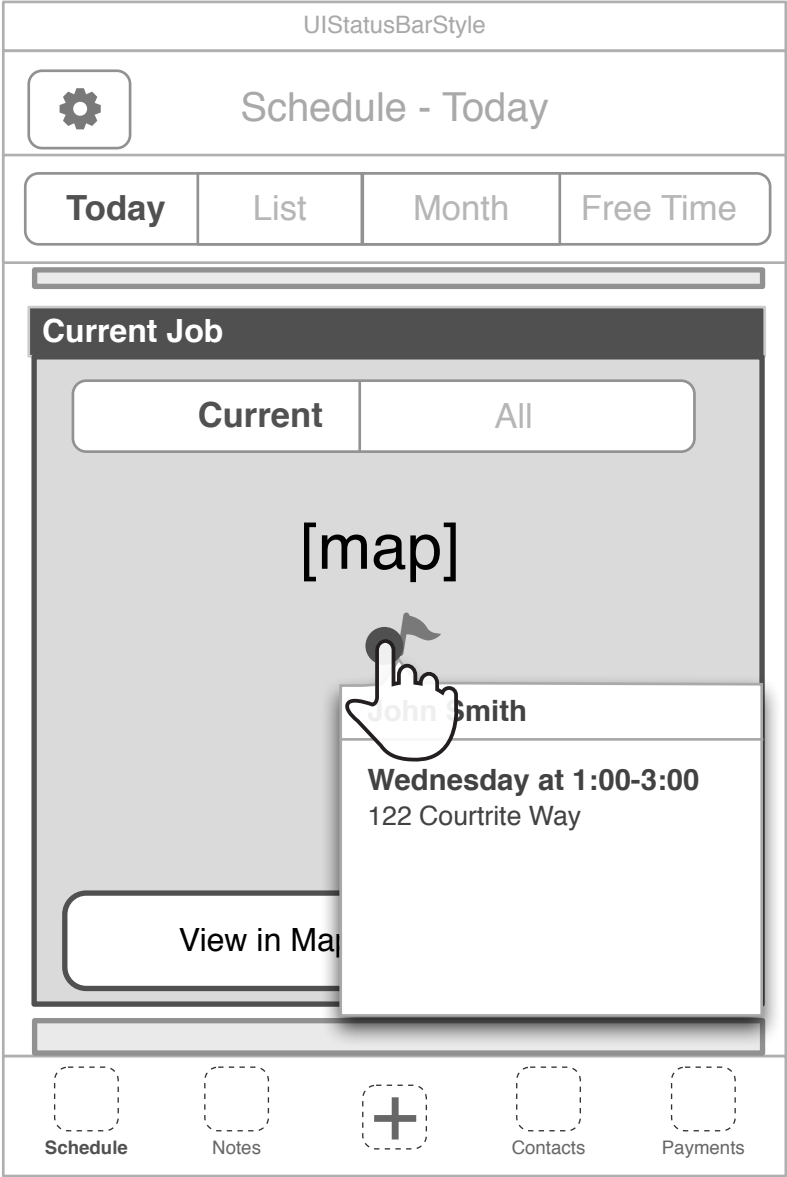 UIStatusBarStyle
Schedule - Today
Today List Month Free Time
Current Job
Current All
[map]
John Smith
Wednesday at 1:00-3:00
122 Courtrite Way
View in Map
Schedule Notes + Contacts Payments